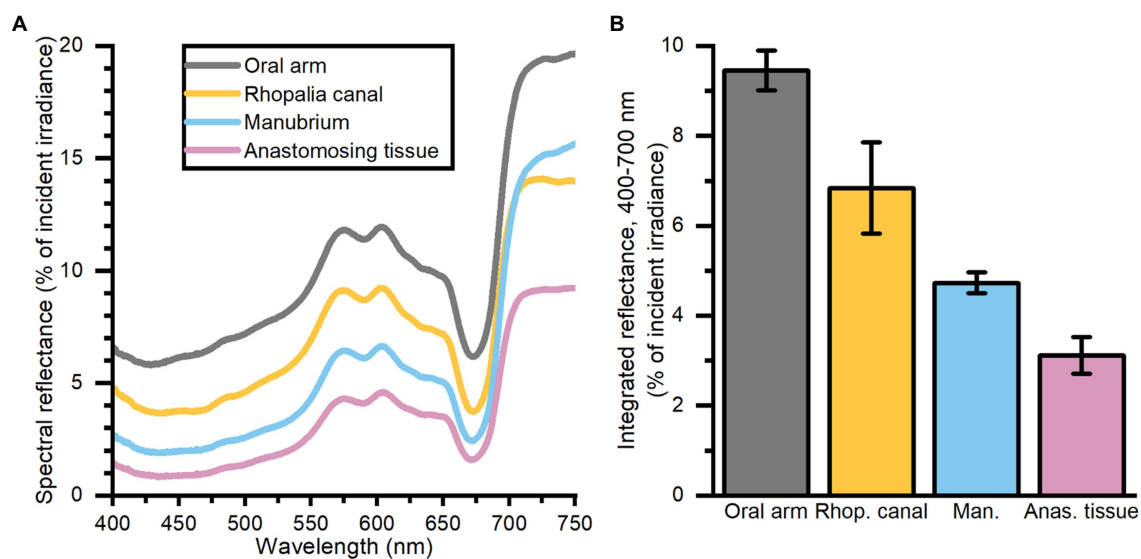 A
Spectral reflectance (% of incident irradiance)
20
15
10
5
0
Oral arm
Rhopalia canal
Manubrium
Anastomosing tissue
400 450 500 550 600 650 700 750
Wavelength (nm)
B
Integrated reflectance, 400-700 nm
(% of incident irradiance)
10
8
6
4
2
0
Oral arm Rhop. canal Man. Anas. tissue